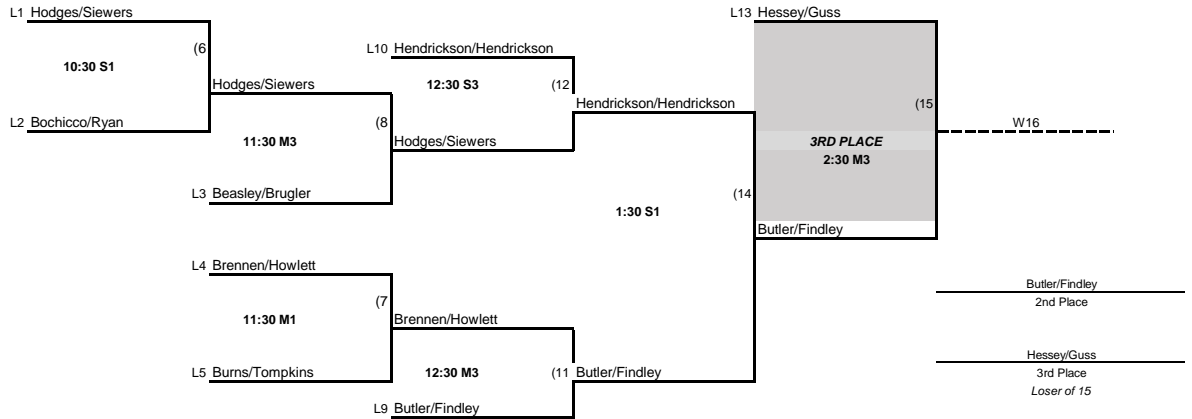 L1 Hodges/Siewers
(6
10:30 S1
L2 Bochicco/Ryan
Hodges/Siewers
(8
11:30 M3
L3 Beasley/Brugler
L10 Hendrickson/Hendrickson
12:30 S3
(12
Hodges/Siewers
Hendrickson/Hendrickson
(14
1:30 S1
L4 Brennen/Howlett
(7
11:30 M1
L5 Burns/Tompkins
Brennen/Howlett
12:30 M3
(11
L9 Butler/Findley
Butler/Findley
L13 Hessey/Guss
(15
3RD PLACE
2:30 M3
Butler/Findley
W16
Butler/Findley
2nd Place
Hessey/Guss
3rd Place
Loser of 15